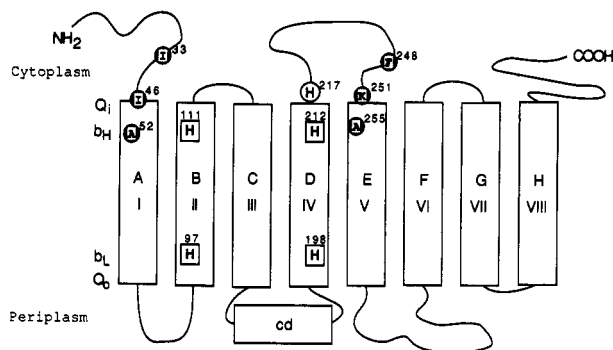 NH2
I 33
F 248
COOH
Cytoplasm
H 217
Qi
I 46
K 251
bH
A 52
111
H
212
H
A 255
A
I
B
II
C
III
D
IV
E
V
F
VI
G
VII
H
VIII
97
H
198
H
bL
Qo
cd
Periplasm